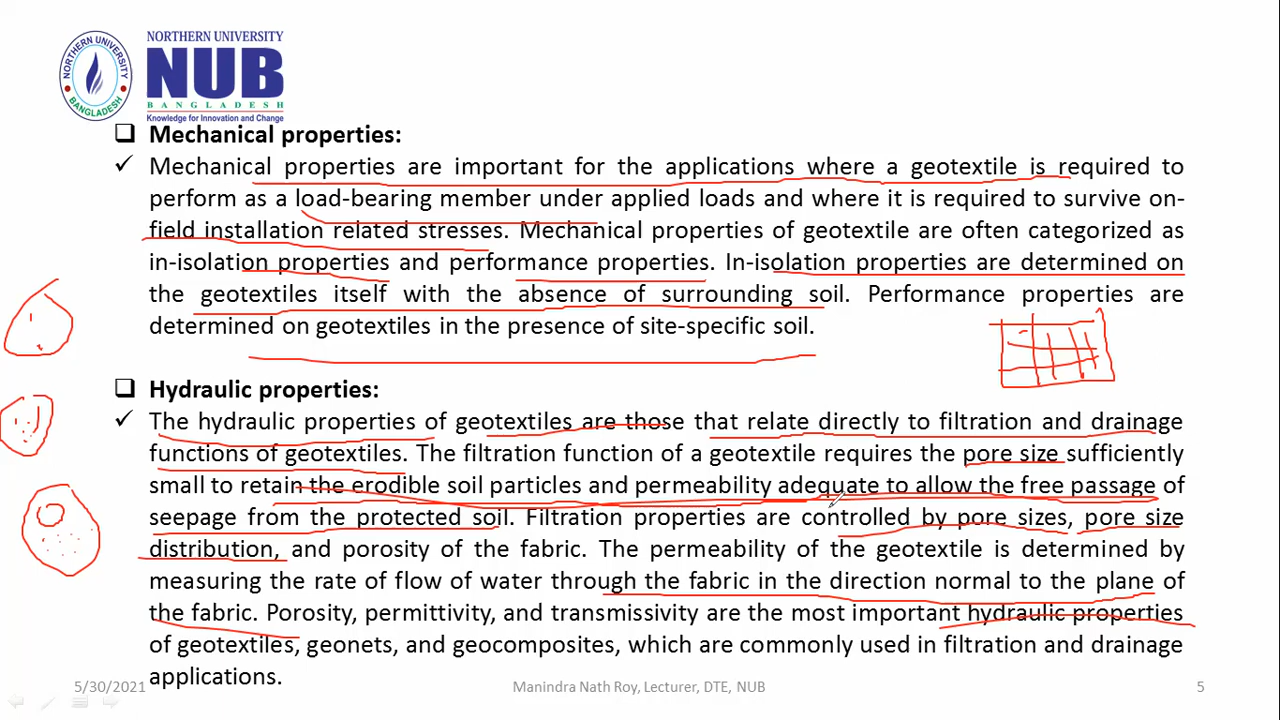 NORTHERN UNIVERSITY
NORTHERN UNIVERSITY
NUB
BANGLADESH
BANGLADESH
Knowledge for Innovation and Change
❑ Mechanical properties:
✓ Mechanical properties are important for the applications where a geotextile is required to
perform as a load-bearing member under applied loads and where it is required to survive on-
field installation related stresses. Mechanical properties of geotextile are often categorized as
in-isolation properties and performance properties. In-isolation properties are determined on
the geotextiles itself with the absence of surrounding soil. Performance properties are
determined on geotextiles in the presence of site-specific soil.
❑ Hydraulic properties:
✓ The hydraulic properties of geotextiles are those that relate directly to filtration and drainage
functions of geotextiles. The filtration function of a geotextile requires the pore size sufficiently
small to retain the erodible soil particles and permeability adequate to allow the free passage of
seepage from the protected soil. Filtration properties are controlled by pore sizes, pore size
distribution, and porosity of the fabric. The permeability of the geotextile is determined by
measuring the rate of flow of water through the fabric in the direction normal to the plane of
the fabric. Porosity, permittivity, and transmissivity are the most important hydraulic properties
of geotextiles, geonets, and geocomposites, which are commonly used in filtration and drainage
applications.
5/30/2021
Manindra Nath Roy, Lecturer, DTE, NUB
5